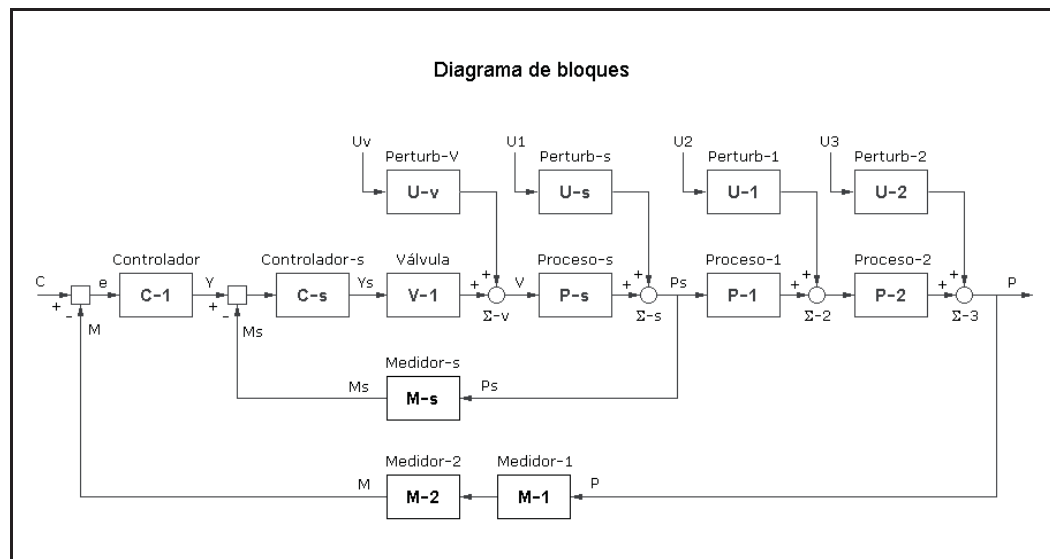 Diagrama de bloques
Uv
U1
U2
U3
Perturb-V
Perturb-s
Perturb-1
Perturb-2
U-v
U-s
U-1
U-2
Controlador
Controlador-s
Válvula
Proceso-s
Proceso-1
Proceso-2
C
e
Y
Ys
V
Ps
P
+
-
C-1
+
-
C-s
V-1
+
+
P-s
+
+
P-1
+
+
P-2
+
+
Σ-v
Σ-s
Σ-2
Σ-3
M
Ms
Medidor-s
Ms
M-s
Ps
Medidor-2
Medidor-1
M
M-2
M-1
P